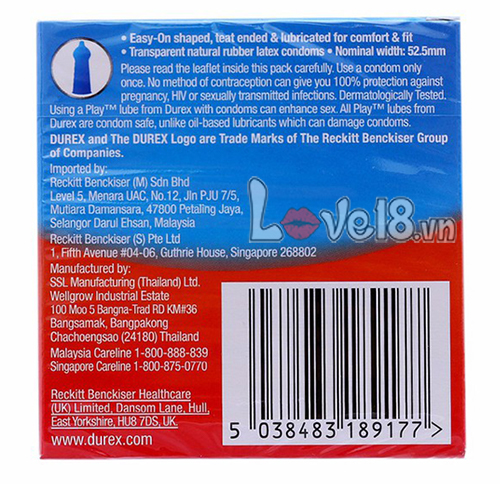 • Easy-On shaped, teat ended & lubricated for comfort & fit
• Transparent natural rubber latex condoms • Nominal width: 52.5mm
Please read the leaflet inside this pack carefully. Use a condom only
once. No method of contraception can give you 100% protection against
pregnancy, HIV or sexually transmitted infections. Dermatologically Tested.
Using a Play™ lube from Durex with condoms can enhance sex. All Play™ lubes from
Durex are condom safe, unlike oil-based lubricants which can damage condoms.
DUREX and The DUREX Logo are Trade Marks of The Reckitt Benckiser Group
of Companies.
Imported by:
Reckitt Benckiser (M) Sdn Bhd
Level 5, Menara UAC, No.12, Jln PJU 7/5,
Mutiara Damansara, 47800 Petaling Jaya,
Selangor Darul Ehsan, Malaysia
Love18.vn
Reckitt Benckiser (S) Pte Ltd
1, Fifth Avenue #04-06, Guthrie House, Singapore 268802
Manufactured by:
SSL Manufacturing (Thailand) Ltd.
Wellgrow Industrial Estate
100 Moo 5 Bangna-Trad RD KM#36
Bangsamak, Bangpakong
Chachoengsao (24180) Thailand
Malaysia Careline 1-800-888-839
Singapore Careline 1-800-875-0770
Reckitt Benckiser Healthcare
(UK) Limited, Dansom Lane, Hull,
East Yorkshire, HU8 7DS, UK.
www.durex.com
5 038483 189177 >